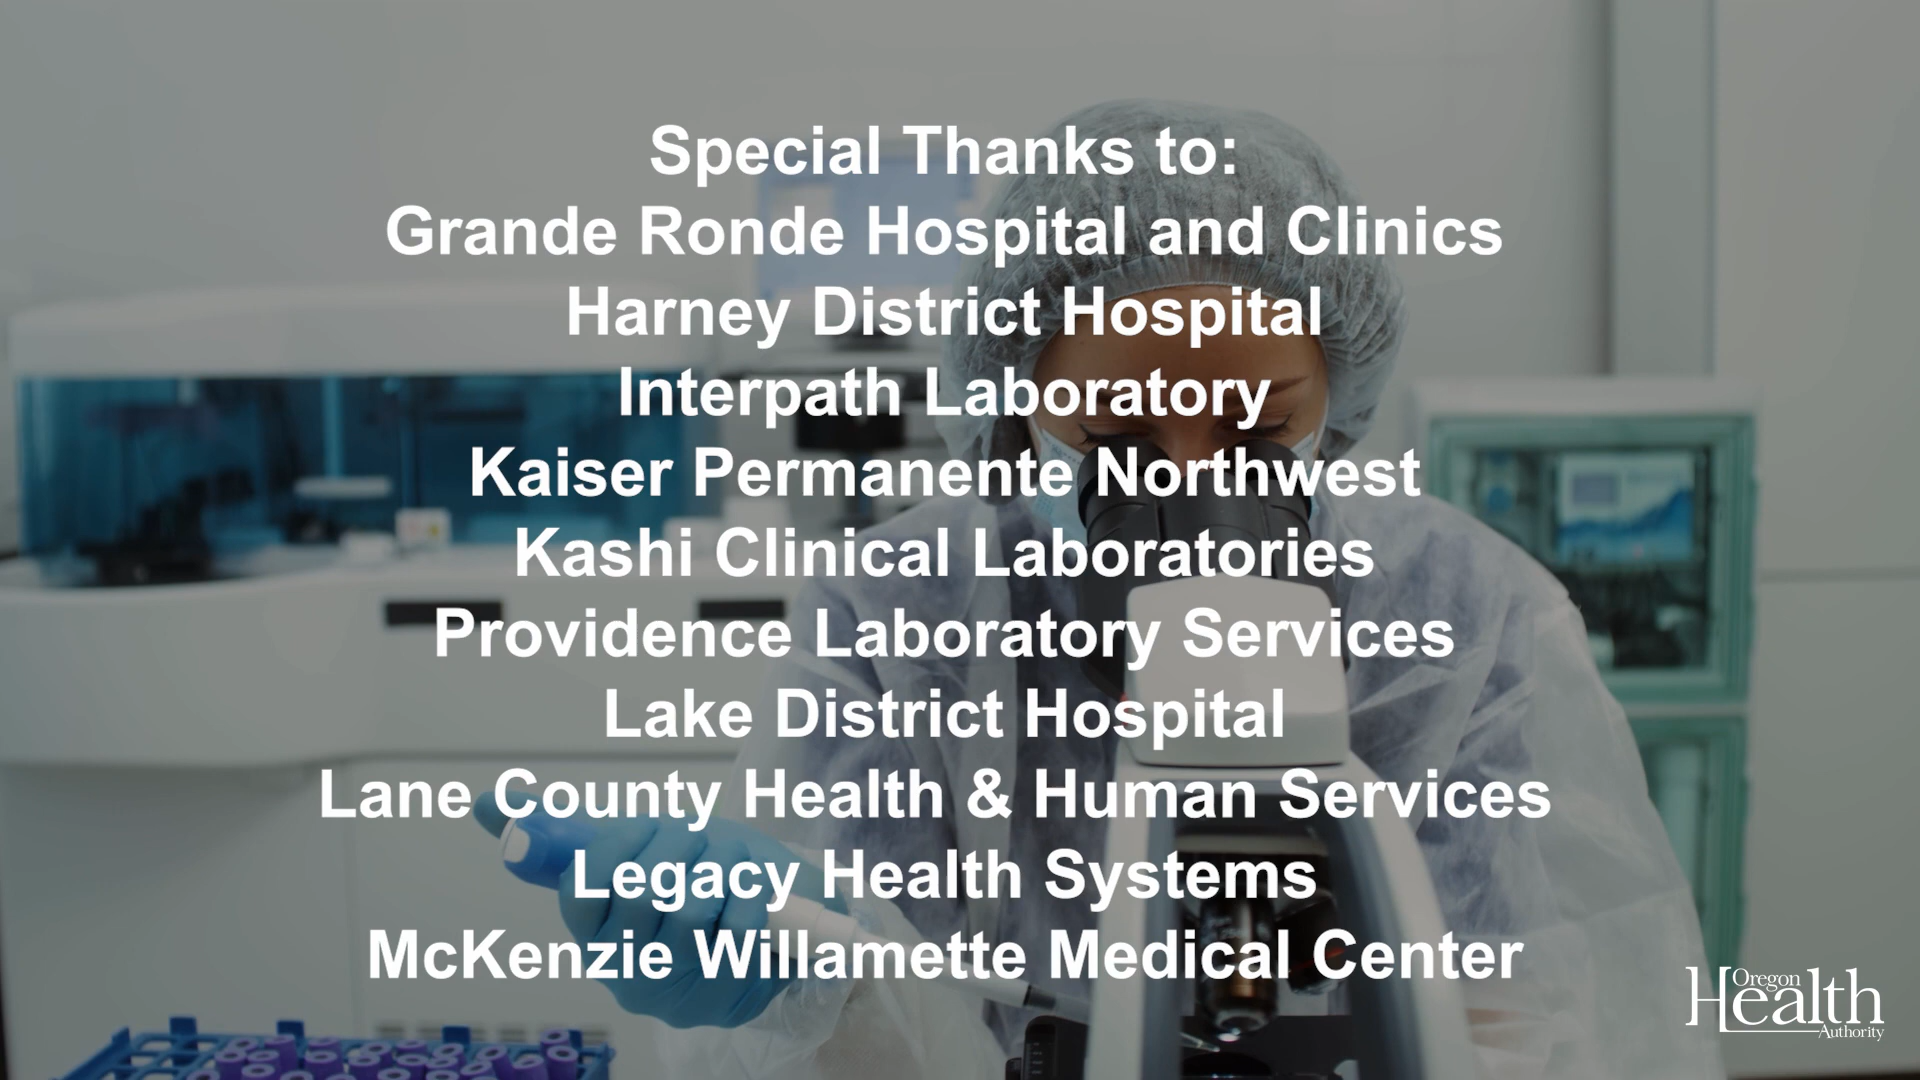 Special Thanks to:
Grande Ronde Hospital and Clinics
Harney District Hospital
Interpath Laboratory
Kaiser Permanente Northwest
Kashi Clinical Laboratories
Providence Laboratory Services
Lake District Hospital
Lane County Health & Human Services
Legacy Health Systems
McKenzie Willamette Medical Center
Oregon
Health
Authority